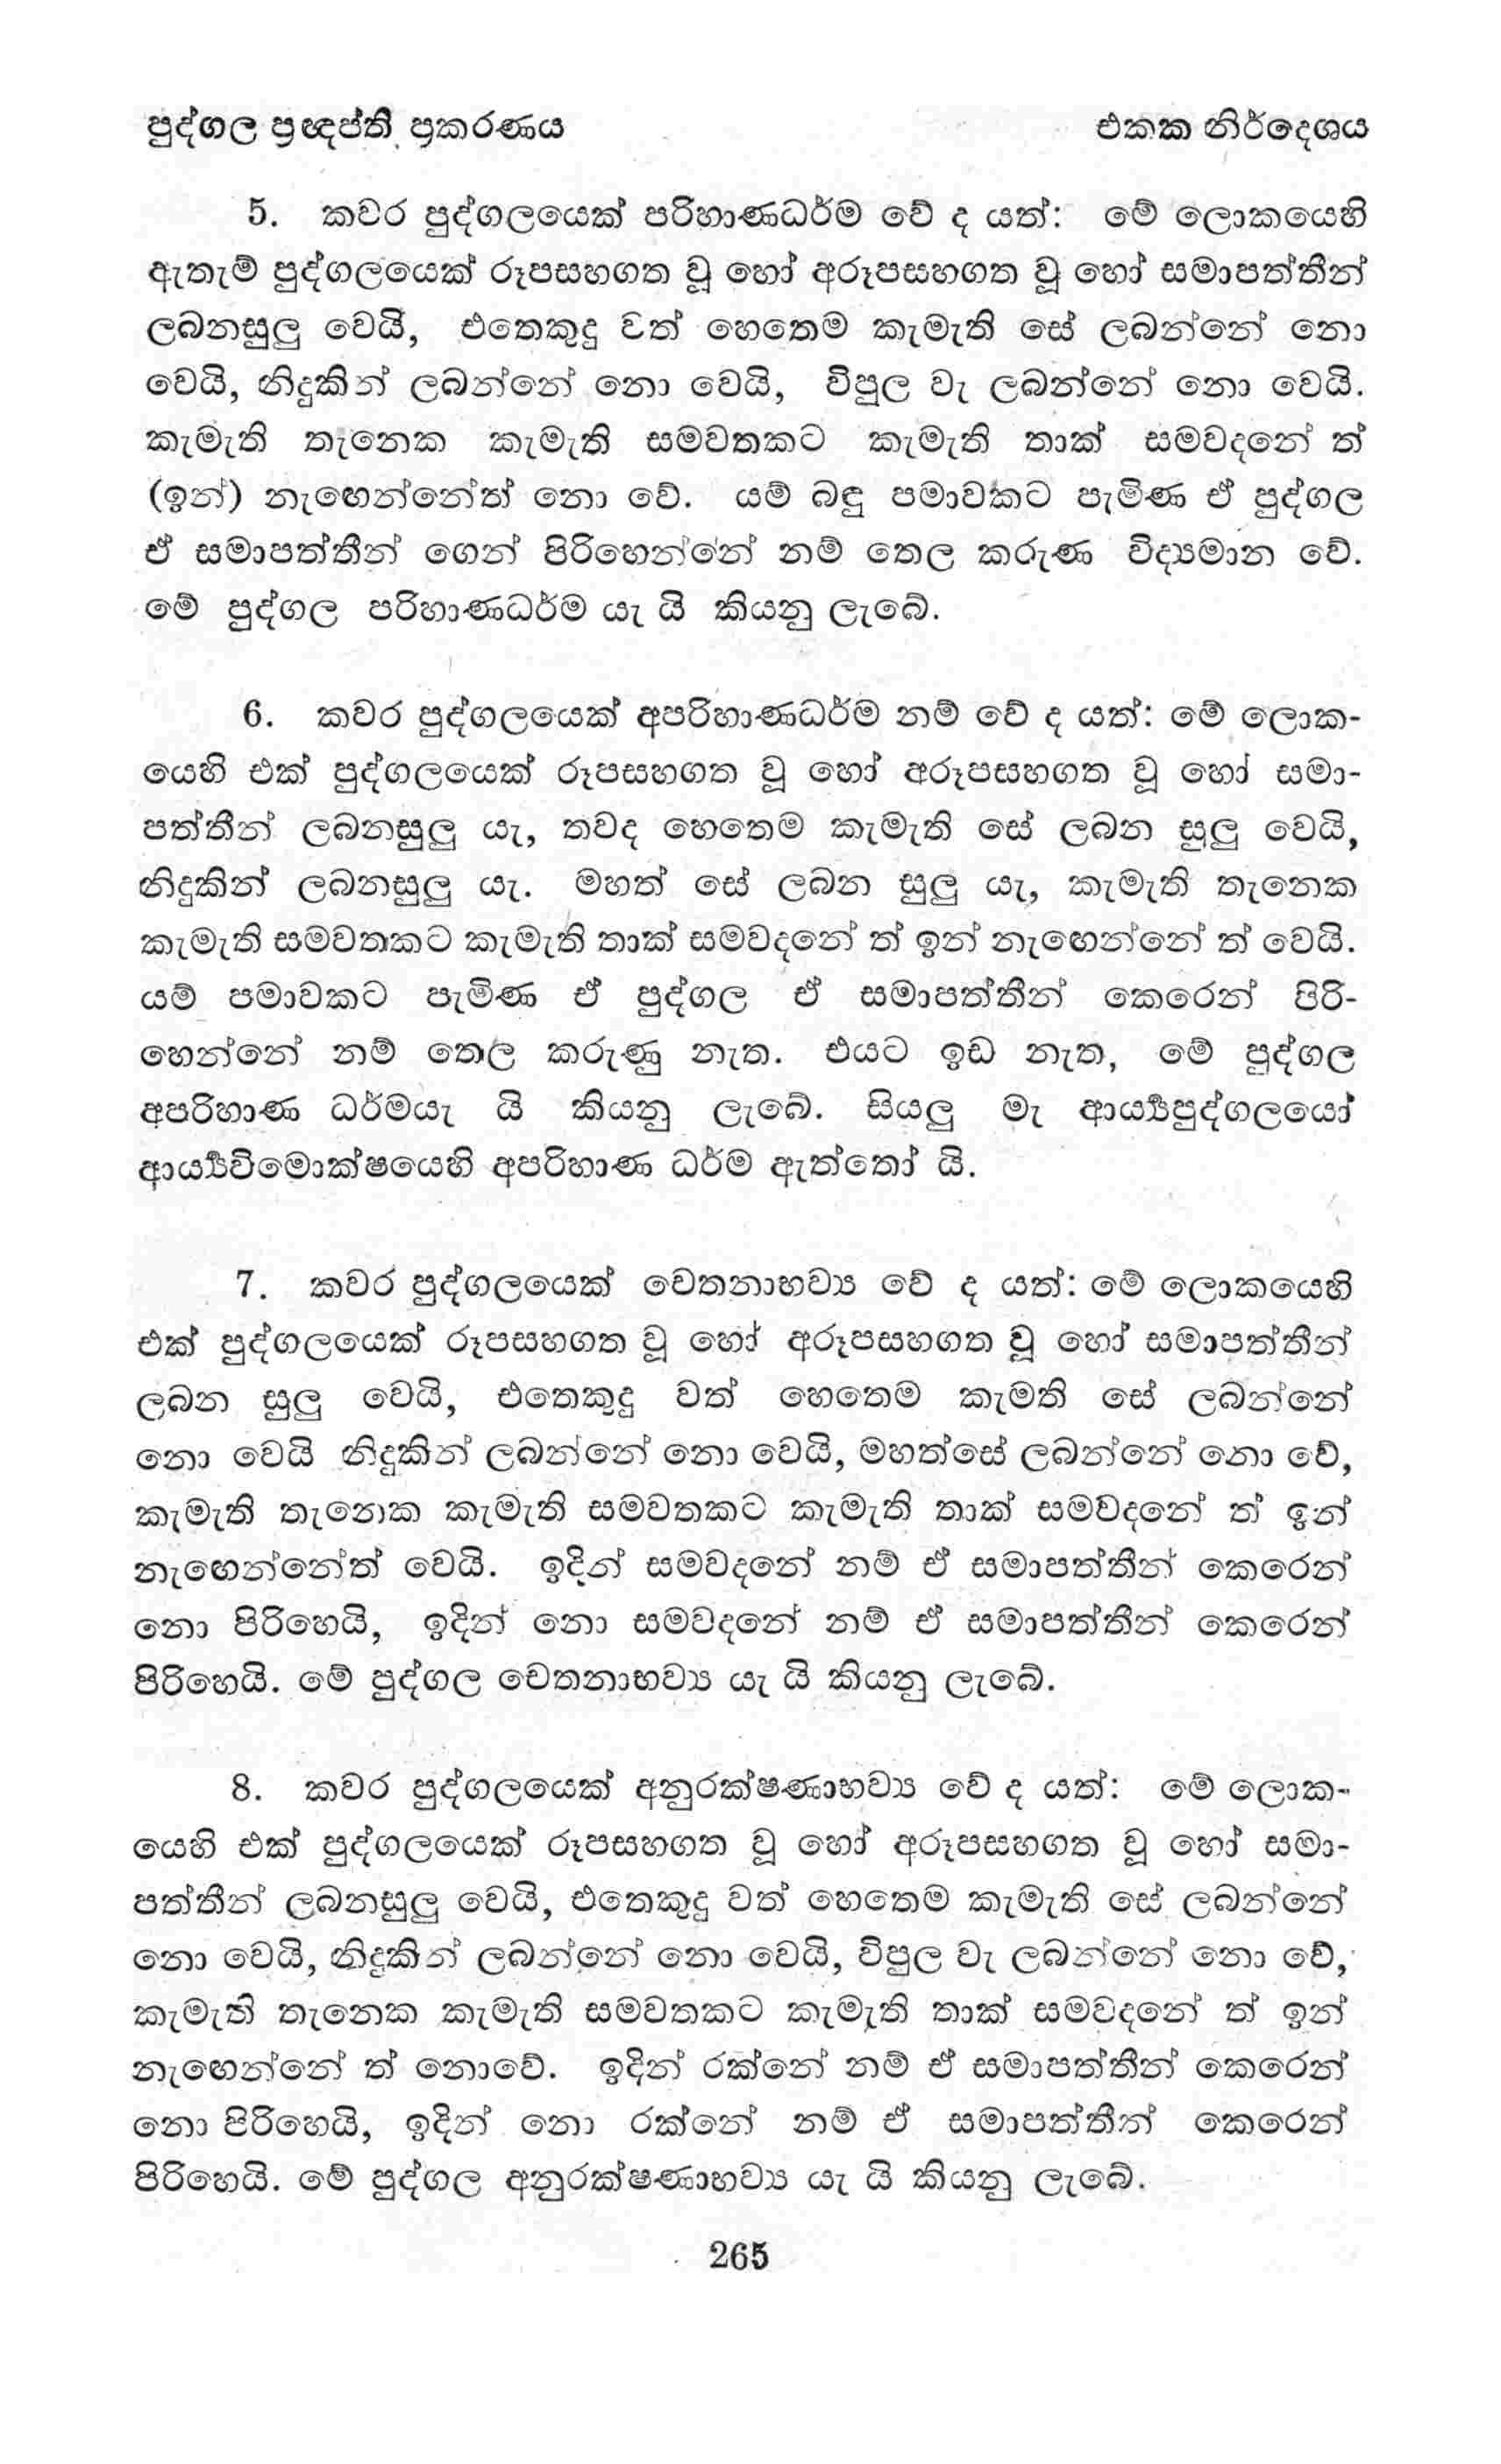 පුද්ගල ප්‍රඥප්ති ප්‍රකරණය එකක නිර්දෙශය
5. කවර පුද්ගලයෙක් පරිහාණධර්ම වේ ද යත්: මේ ලොකයෙහි
ඇතැම් පුද්ගලයෙක් රූපසහගත වූ හෝ අරූපසහගත වූ හෝ සමාපත්තීන්
ලබනසුලු වෙයි, එතෙකුදු වත් හෙතෙම කැමැති සේ ලබන්නේ නො
වෙයි, නිදුකින් ලබන්නේ නො වෙයි, විපුල වැ ලබන්නේ නො වෙයි.
කැමැති තැනෙක කැමැති සමවතකට කැමැති තාක් සමවදනේ ත්
(ඉන්) නැඟෙන්නේත් නො වේ. යම් බඳු පමාවකට පැමිණ ඒ පුද්ගල
ඒ සමාපත්තීන් ගෙන් පිරිහෙන්නේ නම් තෙල කරුණ විද්‍යමාන වේ.
මේ පුද්ගල පරිහාණධර්ම යැ යි කියනු ලැබේ.
6. කවර පුද්ගලයෙක් අපරිහාණධර්ම නම් වේ ද යත්: මේ ලොක-
යෙහි එක් පුද්ගලයෙක් රූපසහගත වූ හෝ අරූපසහගත වූ හෝ සමා-
පත්තීන් ලබනසුලු යැ, තවද හෙතෙම කැමැති සේ ලබන සුලු වෙයි,
නිදුකින් ලබනසුලු යැ. මහත් සේ ලබන සුලු යැ, කැමැති තැනෙක
කැමැති සමවතකට කැමැති තාක් සමවදනේ ත් ඉන් නැඟෙන්නේ ත් වෙයි.
යම් පමාවකට පැමිණ ඒ පුද්ගල ඒ සමාපත්තීන් කෙරෙන් පිරි-
හෙන්නේ නම් තෙල කරුණු නැත. එයට ඉඩ නැත, මේ පුද්ගල
අපරිහාණ ධර්මයැ යි කියනු ලැබේ. සියලු මැ ආර්‍ය්‍යපුද්ගලයෝ
ආර්‍ය්‍යවිමොක්ෂයෙහි අපරිහාණ ධර්ම ඇත්තෝ යි.
7. කවර පුද්ගලයෙක් චෙතනාභව්‍ය වේ ද යත්: මේ ලොකයෙහි
එක් පුද්ගලයෙක් රූපසහගත වූ හෝ අරූපසහගත වූ හෝ සමාපත්තීන්
ලබන සුලු වෙයි, එතෙකුදු වත් හෙතෙම කැමති සේ ලබන්නේ
නො වෙයි නිදුකින් ලබන්නේ නො වෙයි, මහත්සේ ලබන්නේ නො වේ,
කැමැති තැනෙක කැමැති සමවතකට කැමැති තාක් සමවදනේ ත් ඉන්
නැඟෙන්නේත් වෙයි. ඉදින් සමවදනේ නම් ඒ සමාපත්තීන් කෙරෙන්
නො පිරිහෙයි, ඉදින් නො සමවදනේ නම් ඒ සමාපත්තීන් කෙරෙන්
පිරිහෙයි. මේ පුද්ගල චෙතනාභව්‍ය යැ යි කියනු ලැබේ.
8. කවර පුද්ගලයෙක් අනුරක්ෂණාභව්‍ය වේ ද යත්: මේ ලොක-
යෙහි එක් පුද්ගලයෙක් රූපසහගත වූ හෝ අරූපසහගත වූ හෝ සමා-
පත්තීන් ලබනසුලු වෙයි, එතෙකුදු වත් හෙතෙම කැමැති සේ ලබන්නේ
නො වෙයි, නිදුකින් ලබන්නේ නො වෙයි, විපුල වැ ලබන්නේ නො වේ,
කැමැති තැනෙක කැමැති සමවතකට කැමැති තාක් සමවදනේ ත් ඉන්
නැඟෙන්නේ ත් නොවේ. ඉදින් රක්නේ නම් ඒ සමාපත්තීන් කෙරෙන්
නො පිරිහෙයි, ඉදින් නො රක්නේ නම් ඒ සමාපත්තීන් කෙරෙන්
පිරිහෙයි. මේ පුද්ගල අනුරක්ෂණාභව්‍ය යැ යි කියනු ලැබේ.
265